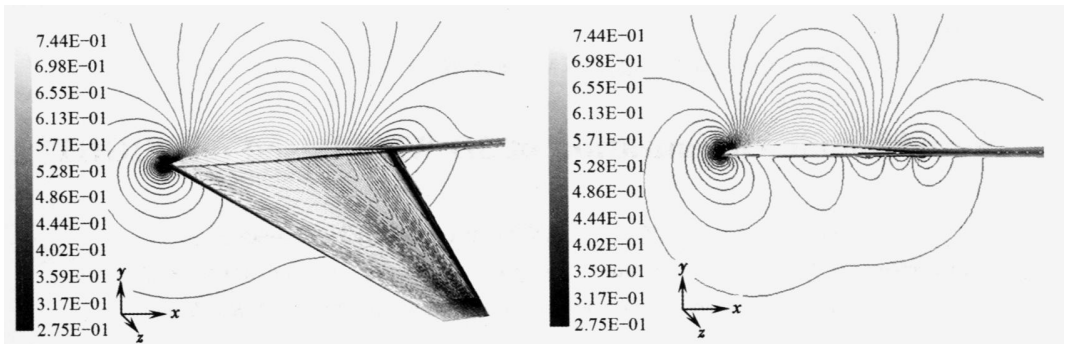 7.44E-01
6.98E-01
6.55E-01
6.13E-01
5.71E-01
5.28E-01
4.86E-01
4.44E-01
4.02E-01
3.59E-01
3.17E-01
2.75E-01
y
x
z
7.44E-01
6.98E-01
6.55E-01
6.13E-01
5.71E-01
5.28E-01
4.86E-01
4.44E-01
4.02E-01
3.59E-01
3.17E-01
2.75E-01
y
x
z